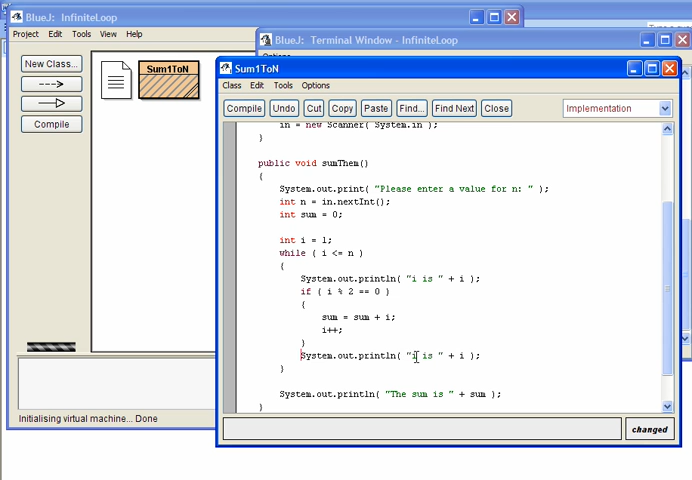 BlueJ: InfiniteLoop
Project Edit Tools View Help
New Class...
Compile
Sum1ToN
Initialising virtual machine... Done
BlueJ: Terminal Window - InfiniteLoop
Options
Sum1ToN
Class Edit Tools Options
Compile Undo Cut Copy Paste Find... Find Next Close Implementation
in = new Scanner( System.in );
}
public void sumThem()
{
System.out.print( "Please enter a value for n: " );
int n = in.nextInt();
int sum = 0;
int i = 1;
while ( i <= n )
{
System.out.println( "i is " + i );
if ( i % 2 == 0 )
{
sum = sum + i;
i++;
}
System.out.println( "i is " + i );
}
System.out.println( "The sum is " + sum );
}
changed